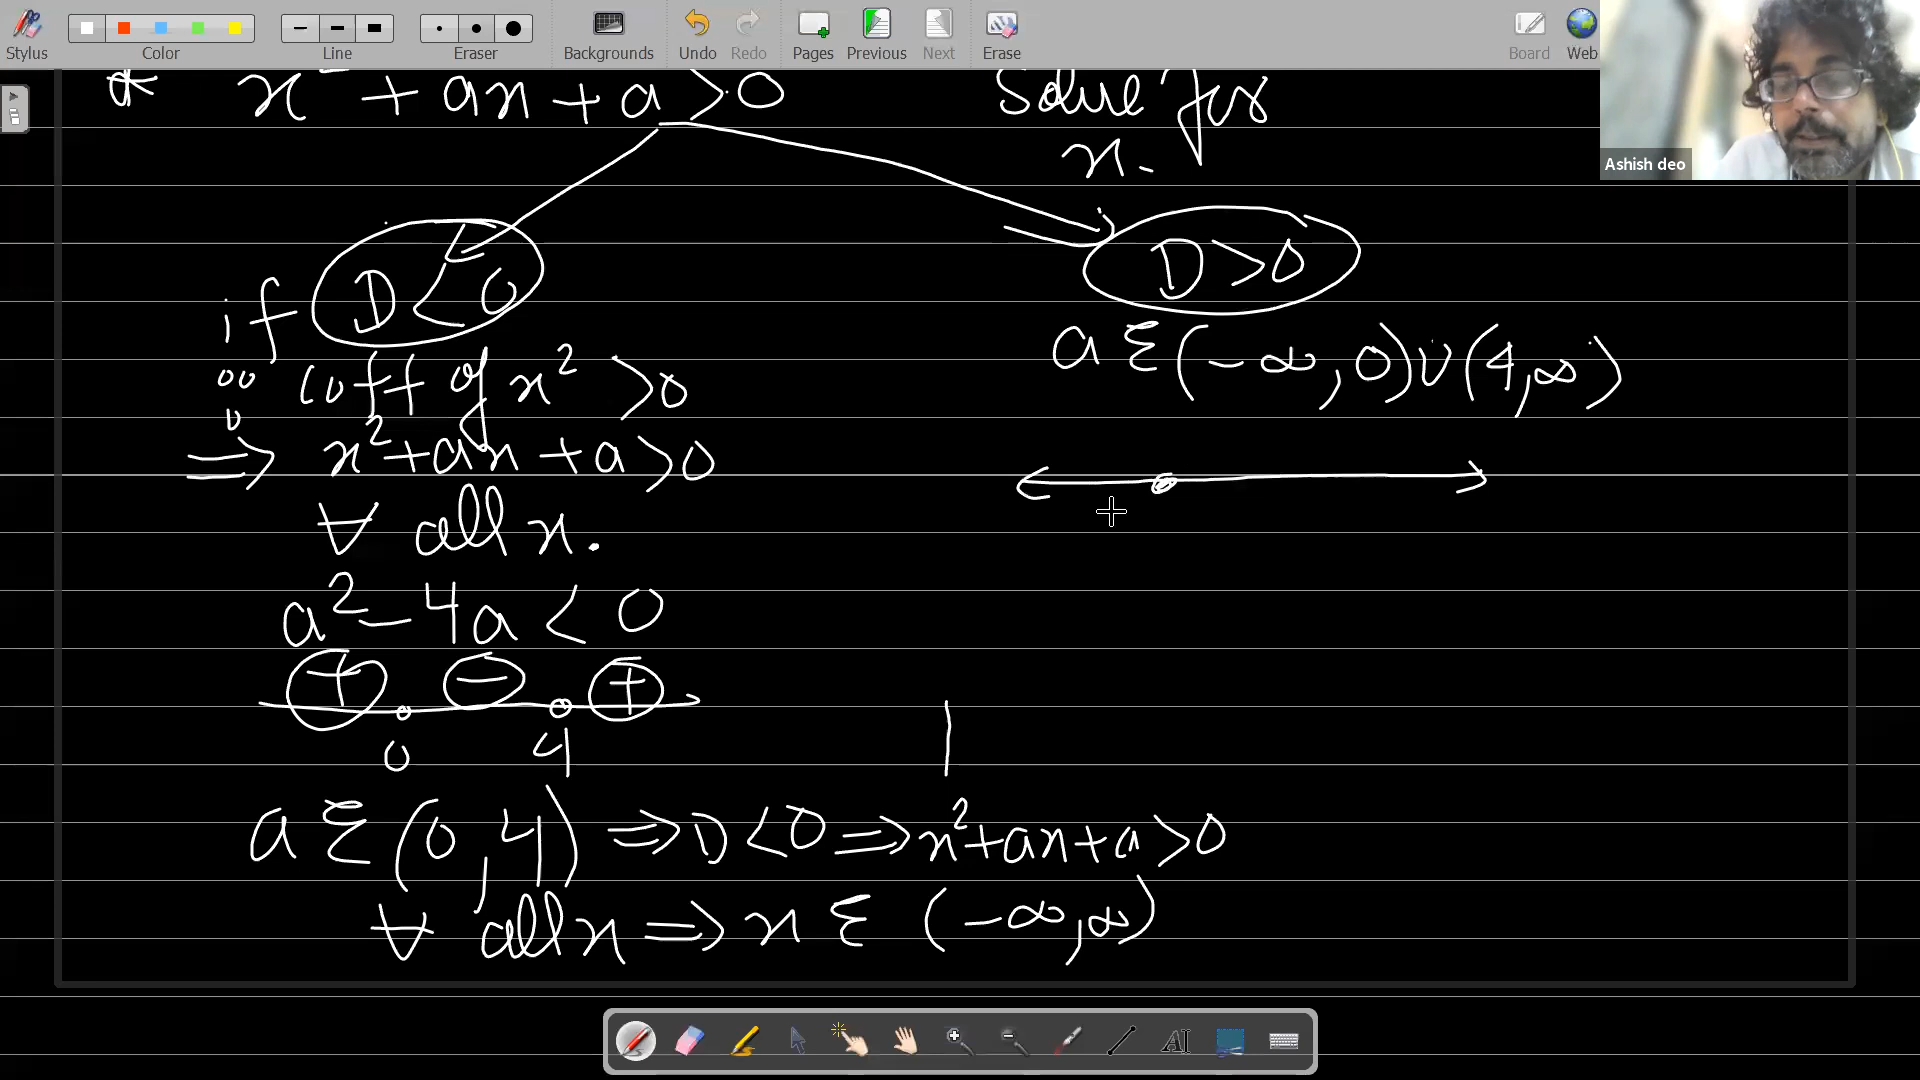 Stylus Color Line Eraser Backgrounds Undo Redo Pages Previous Next Erase Board Web
Ashish deo
* x² + ax + a > 0 Solve for
x.
if D < 0
D > 0
∵ Coff of x² > 0
a ∈ (-∞, 0) ∪ (4, ∞)
⇒ x² + ax + a > 0
∀ all x.
a² - 4a < 0
+ - +
0 4
a ∈ (0, 4) ⇒ D < 0 ⇒ x² + ax + a > 0
∀ all x ⇒ x ∈ (-∞, ∞)